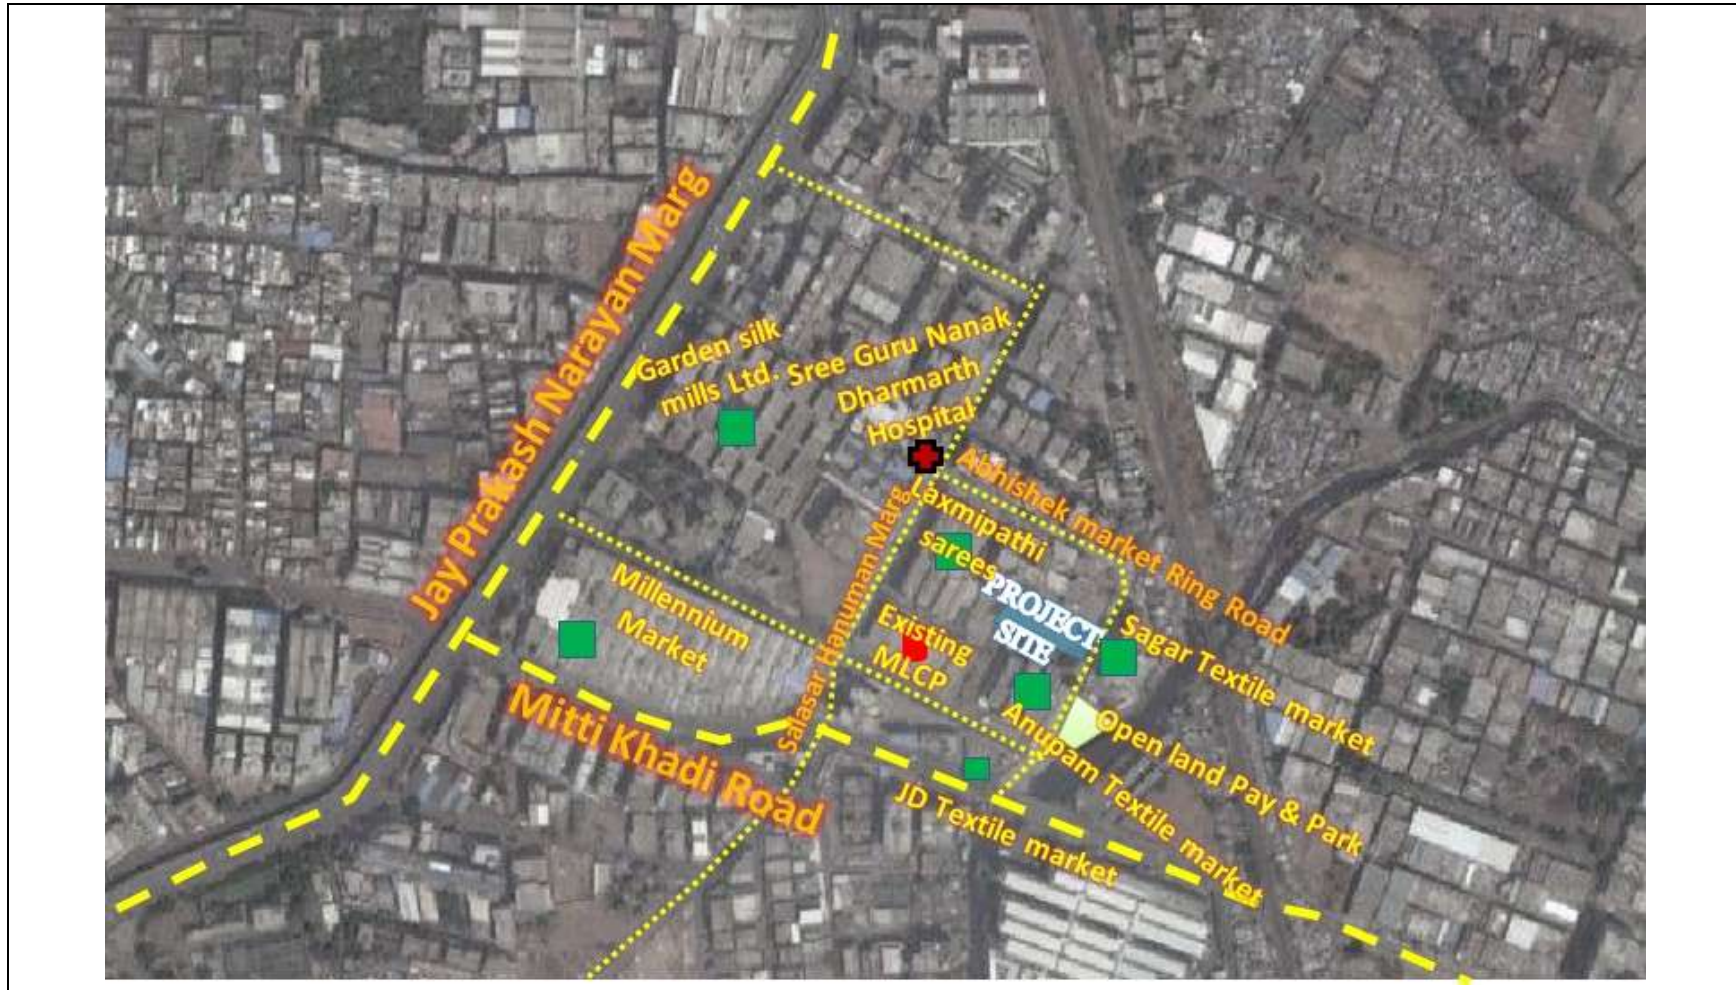 Jay Prakash Narayan Marg
Garden silk
mills Ltd.
Sree Guru Nanak
Dharmarth
Hospital
Abhishek market Ring Road
Laxmipathi
sarees
Salasar Hanuman Marg
PROJECT
SITE
Millennium
Market
Existing
MLCP
Sagar Textile market
Mitti Khadi Road
Anupam Textile market
Open land Pay & Park
JD Textile market